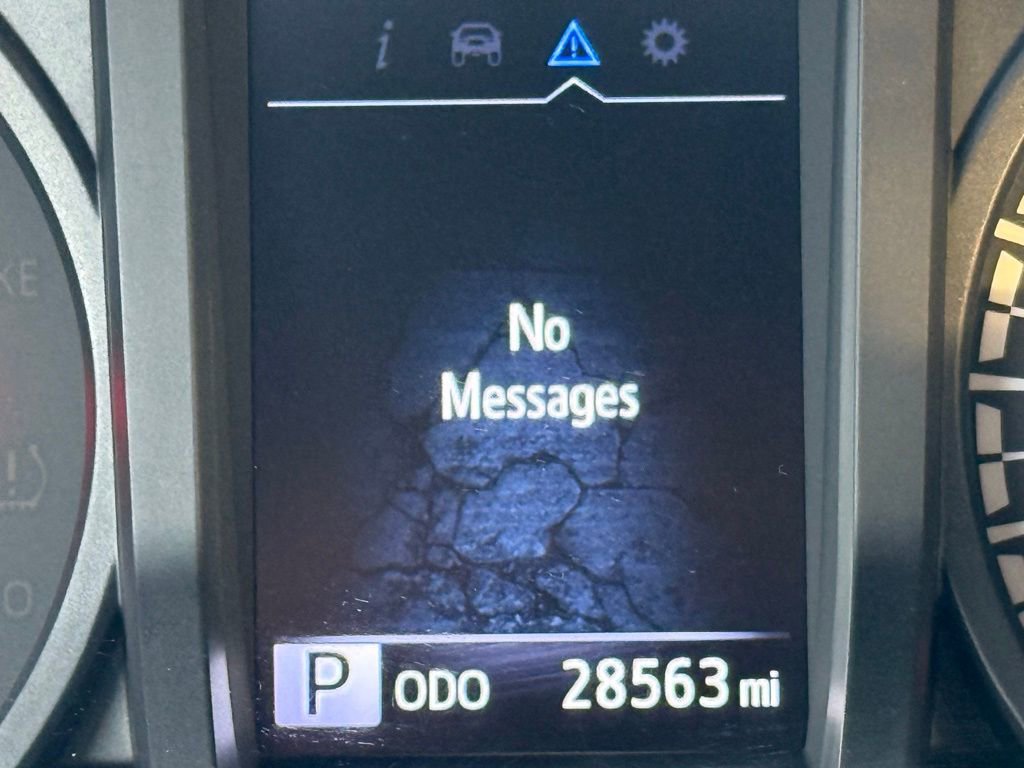 No
Messages
P ODO 28563 mi